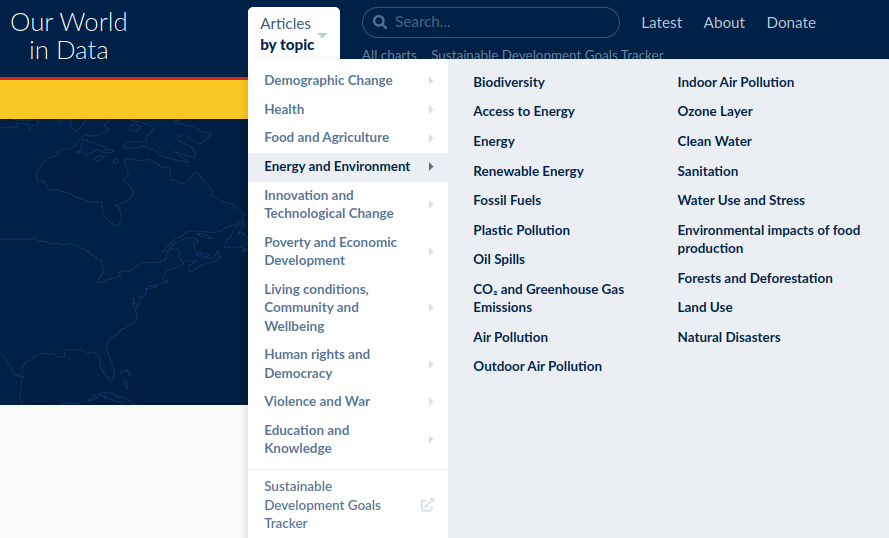 Our World
in Data
Articles
by topic
Search...
Latest
About
Donate
All charts
Sustainable Development Goals Tracker
Demographic Change
Health
Food and Agriculture
Energy and Environment
Innovation and
Technological Change
Poverty and Economic
Development
Living conditions,
Community and
Wellbeing
Human rights and
Democracy
Violence and War
Education and
Knowledge
Sustainable
Development Goals
Tracker
Biodiversity
Access to Energy
Energy
Renewable Energy
Fossil Fuels
Plastic Pollution
Oil Spills
CO₂ and Greenhouse Gas
Emissions
Air Pollution
Outdoor Air Pollution
Indoor Air Pollution
Ozone Layer
Clean Water
Sanitation
Water Use and Stress
Environmental impacts of food
production
Forests and Deforestation
Land Use
Natural Disasters